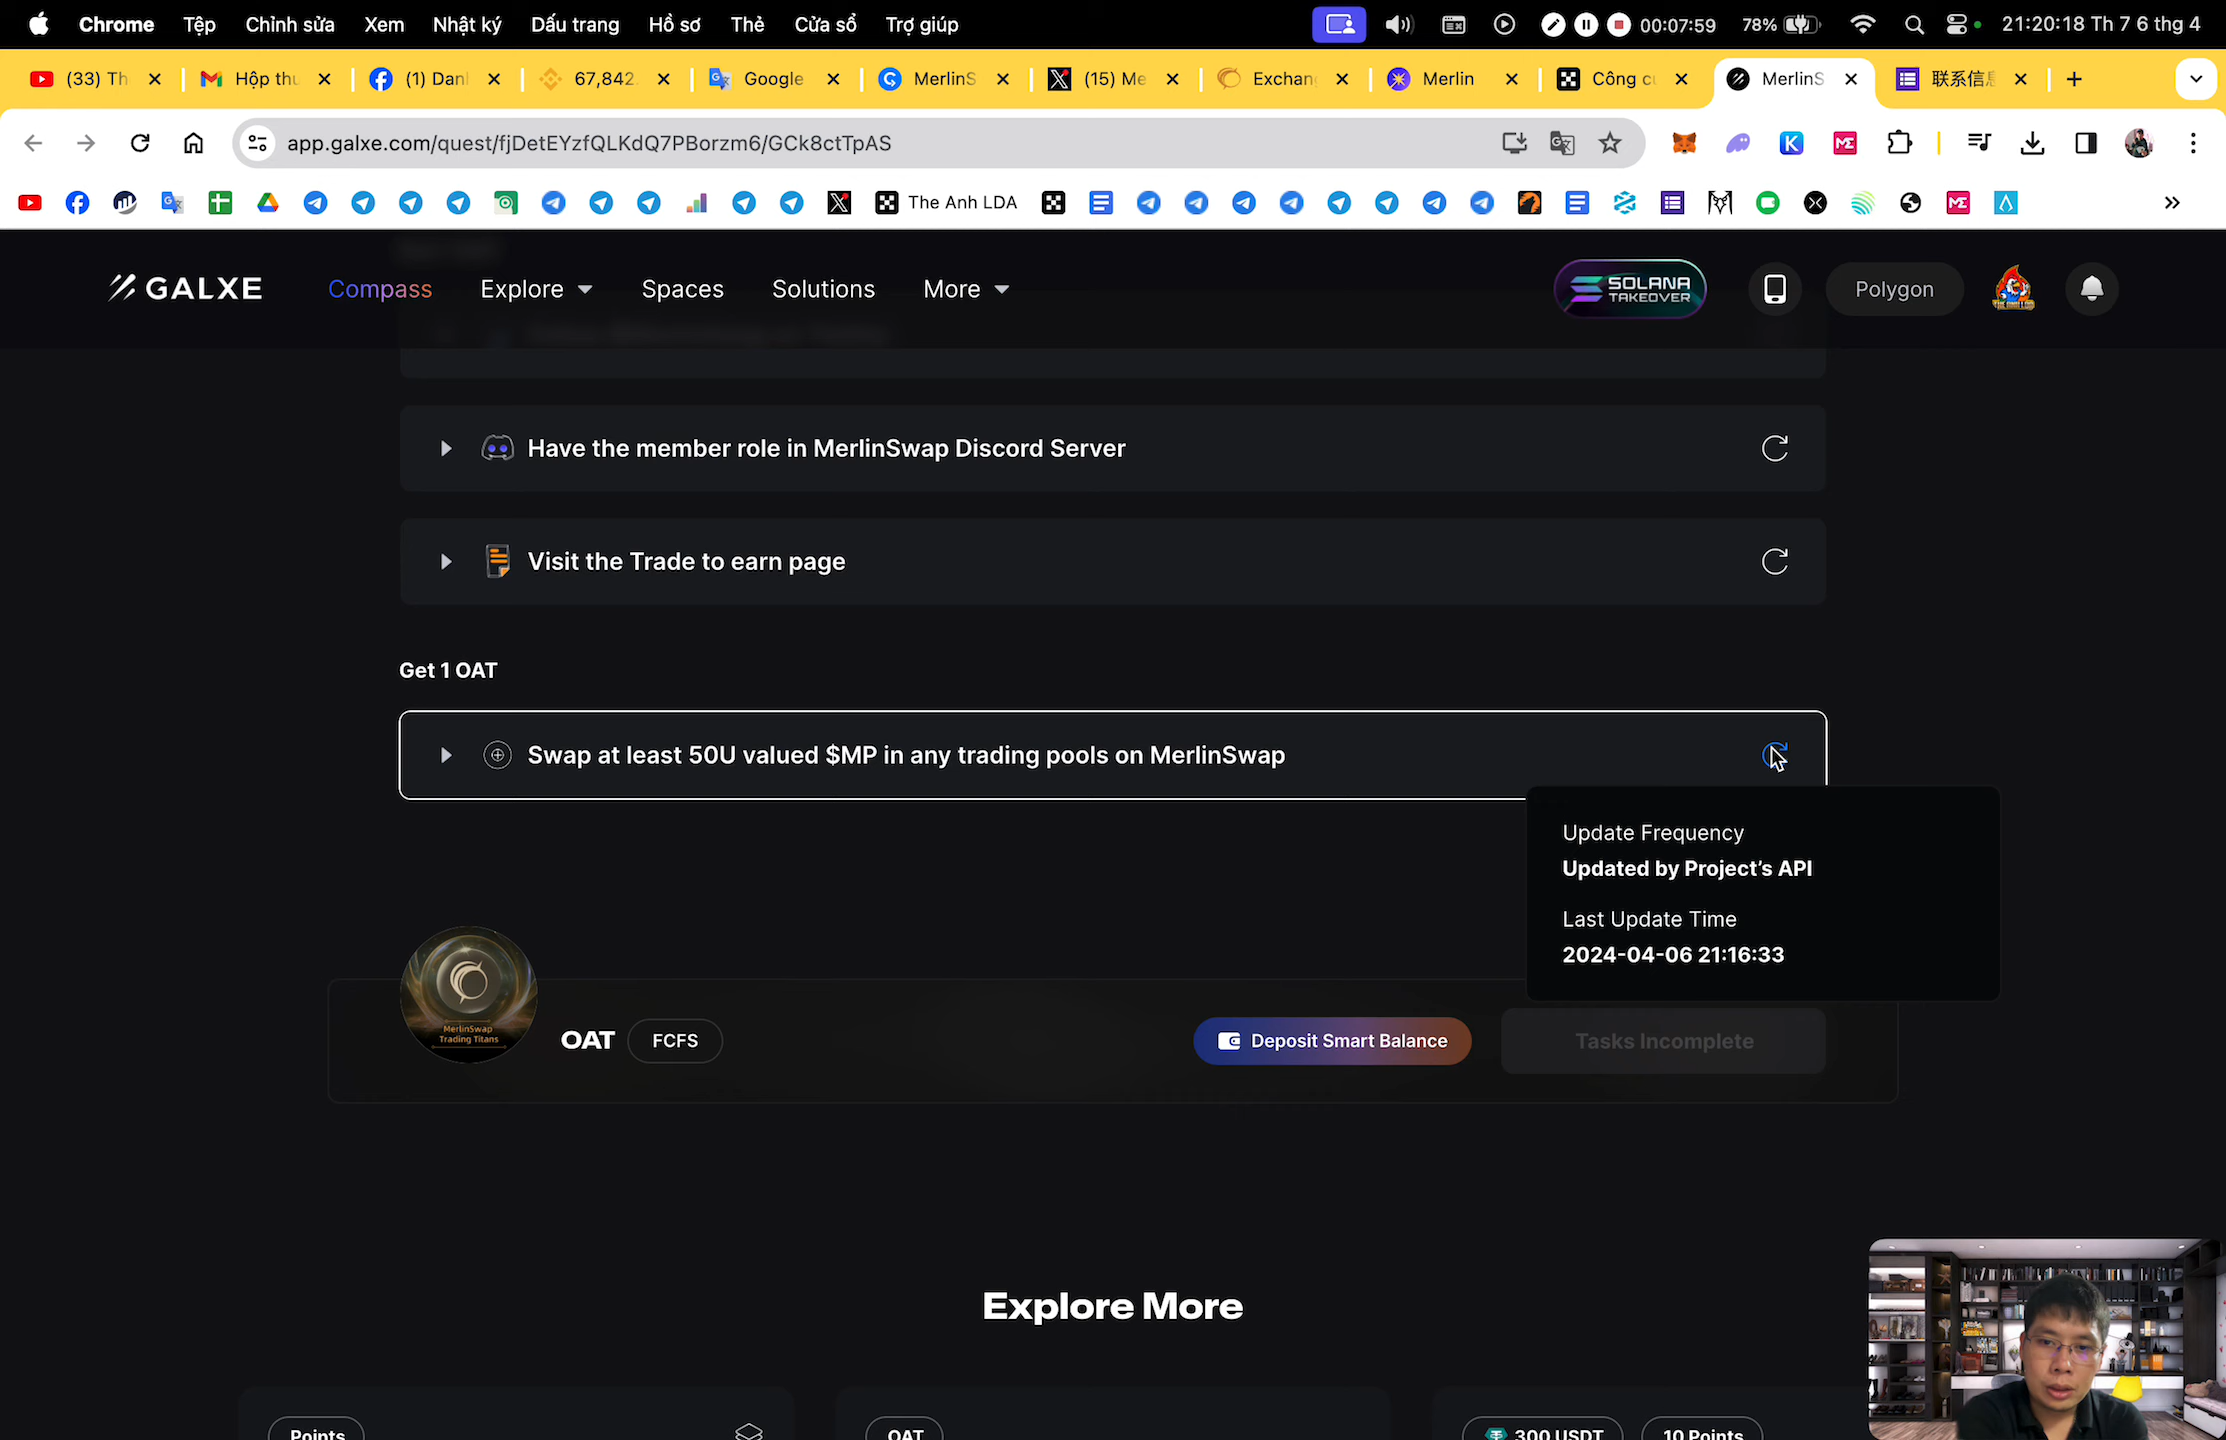 Chrome Tệp Chỉnh sửa Xem Nhật ký Dấu trang Hồ sơ Thẻ Cửa sổ Trợ giúp 00:07:59 78% 21:20:18 Th 7 6 thg 4
(33) Th Hộp thu (1) Danl 67,842. Google MerlinS (15) Me Exchan Merlin Công cụ MerlinS 联系信息
app.galxe.com/quest/fjDetEYzfQLKdQ7PBorzm6/GCk8ctTpAS
The Anh LDA
GALXE Compass Explore Spaces Solutions More SOLANA TAKEOVER Polygon
Have the member role in MerlinSwap Discord Server
Visit the Trade to earn page
Get 1 OAT
Swap at least 50U valued $MP in any trading pools on MerlinSwap
Update Frequency
Updated by Project's API
Last Update Time
2024-04-06 21:16:33
MerlinSwap
Trading Titans
OAT FCFS Deposit Smart Balance Tasks Incomplete
Explore More
Points OAT 300 USDT 10 Points